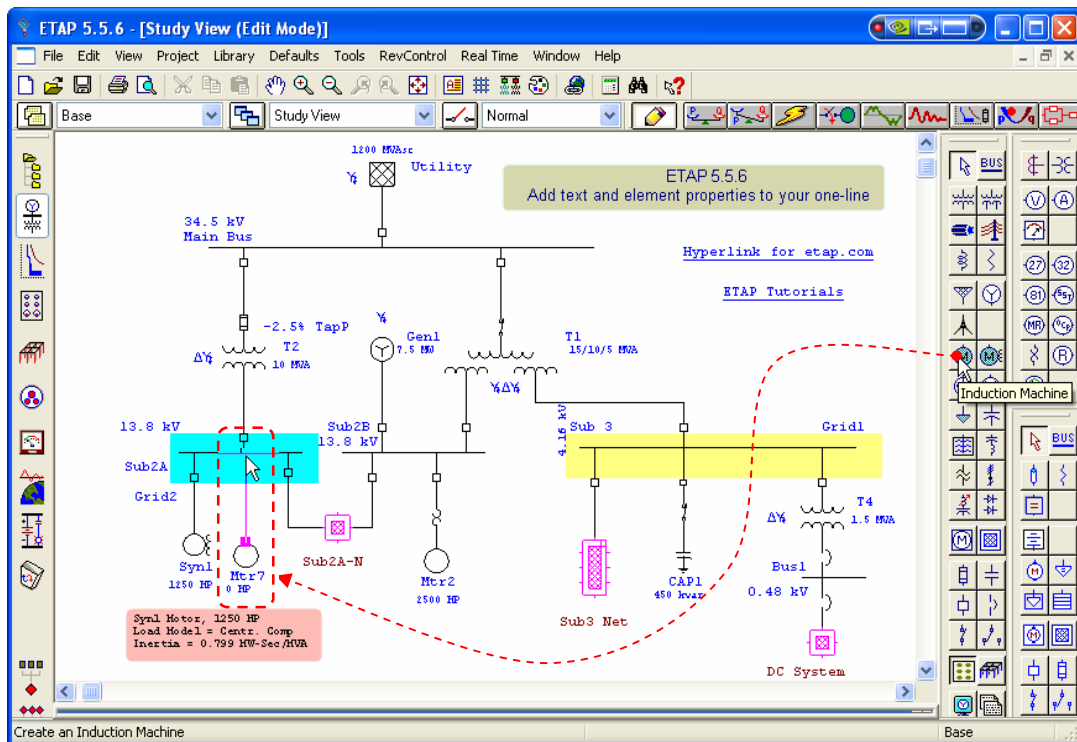 ETAP 5.5.6 - [Study View (Edit Mode)]
File Edit View Project Library Defaults Tools RevControl Real Time Window Help
Base Study View Normal
1200 MVAsc
Utility
ETAP 5.5.6
Add text and element properties to your one-line
34.5 kV
Main Bus
Hyperlink for etap.com
ETAP Tutorials
-2.5% TapP
T2
10 MVA
Gen1
7.5 MW
T1
15/10/5 MVA
Induction Machine
13.8 kV
Sub2A
Grid2
Sub2B
13.8 kV
4.16 kV
Sub 3
Grid1
T4
1.5 MVA
Syn1
1250 HP
Mtr7
0 HP
Sub2A-N
Mtr2
2500 HP
CAP1
450 kvar
Bus1
0.48 kV
Sub3 Net
DC System
Syn1 Motor, 1250 HP
Load Model = Centr. Comp
Inertia = 0.799 MW-Sec/MVA
BUS
V A
27 32
81
MR
R
M M
BUS
M
M
M
Create an Induction Machine
Base